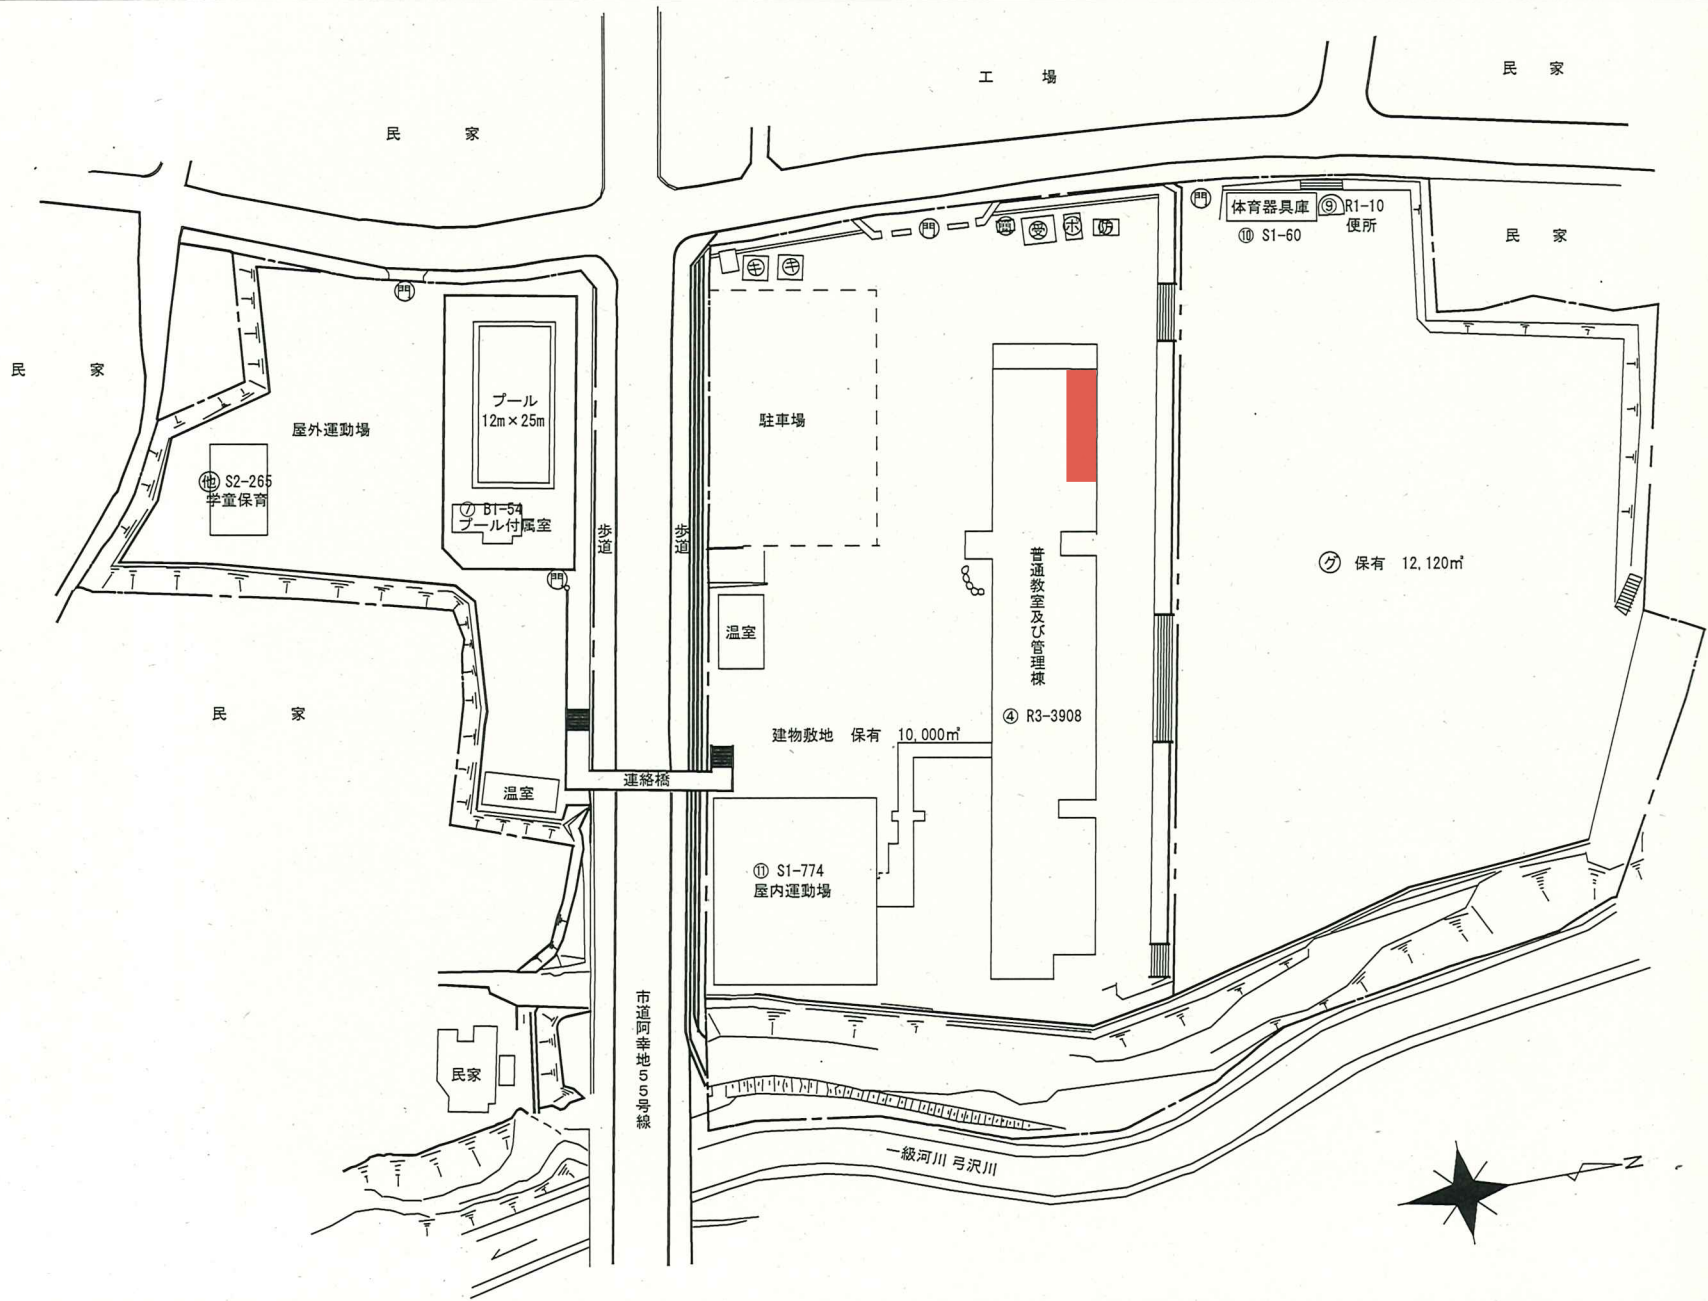 工　場
民　家
民　家
門
体育器具庫
⑨ R1-10
便所
⑩ S1-60
門
受
ポ
防
民　家
キ
キ
門
民　家
プール
12m×25m
屋外運動場
駐車場
他 S2-265
学童保育
⑦ B1-54
プール付属室
歩道
歩道
門
普通教室及び管理棟
④ R3-3908
グ 保有 12,120㎡
温室
民　家
建物敷地 保有 10,000㎡
連絡橋
温室
⑪ S1-774
屋内運動場
市道阿幸地55号線
民家
一級河川 弓沢川
N